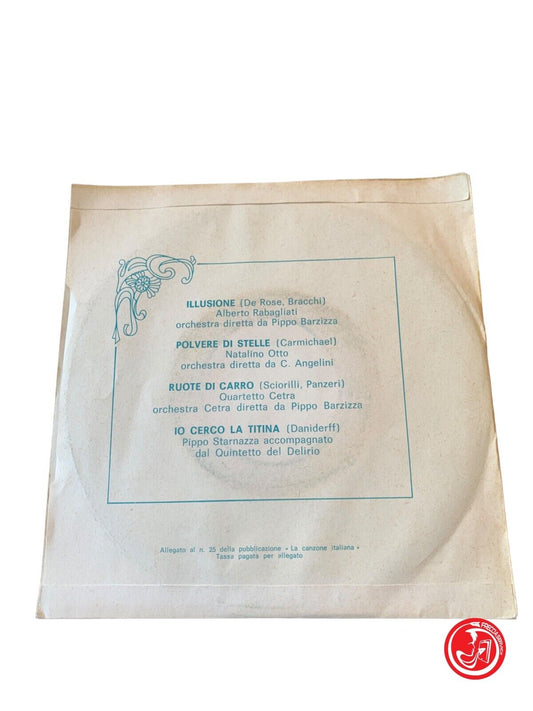 ILLUSIONE (De Rose, Bracchi)
Alberto Rabagliati
orchestra diretta da Pippo Barzizza
POLVERE DI STELLE (Carmichael)
Natalino Otto
orchestra diretta da C. Angelini
RUOTE DI CARRO (Sciorilli, Panzeri)
Quartetto Cetra
orchestra Cetra diretta da Pippo Barzizza
IO CERCO LA TITINA (Daniderff)
Pippo Starnazza accompagnato
dal Quintetto del Delirio
Allegato al n. 25 della pubblicazione « La canzone italiana »
Tassa pagata per allegato